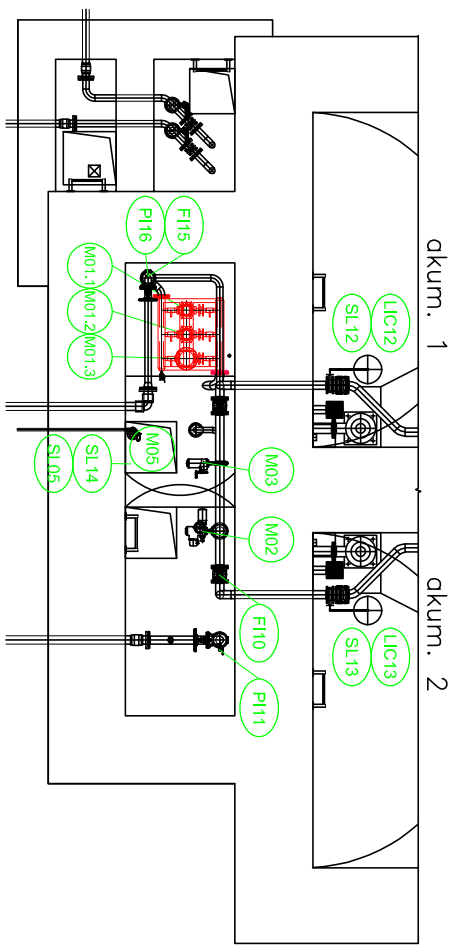 akum. 1
LIC12
SL12
FI15
PI16
M01.1
M01.2
M01.3
M05
SL14
SL05
M03
M02
FI10
PI11
akum. 2
LIC13
SL13